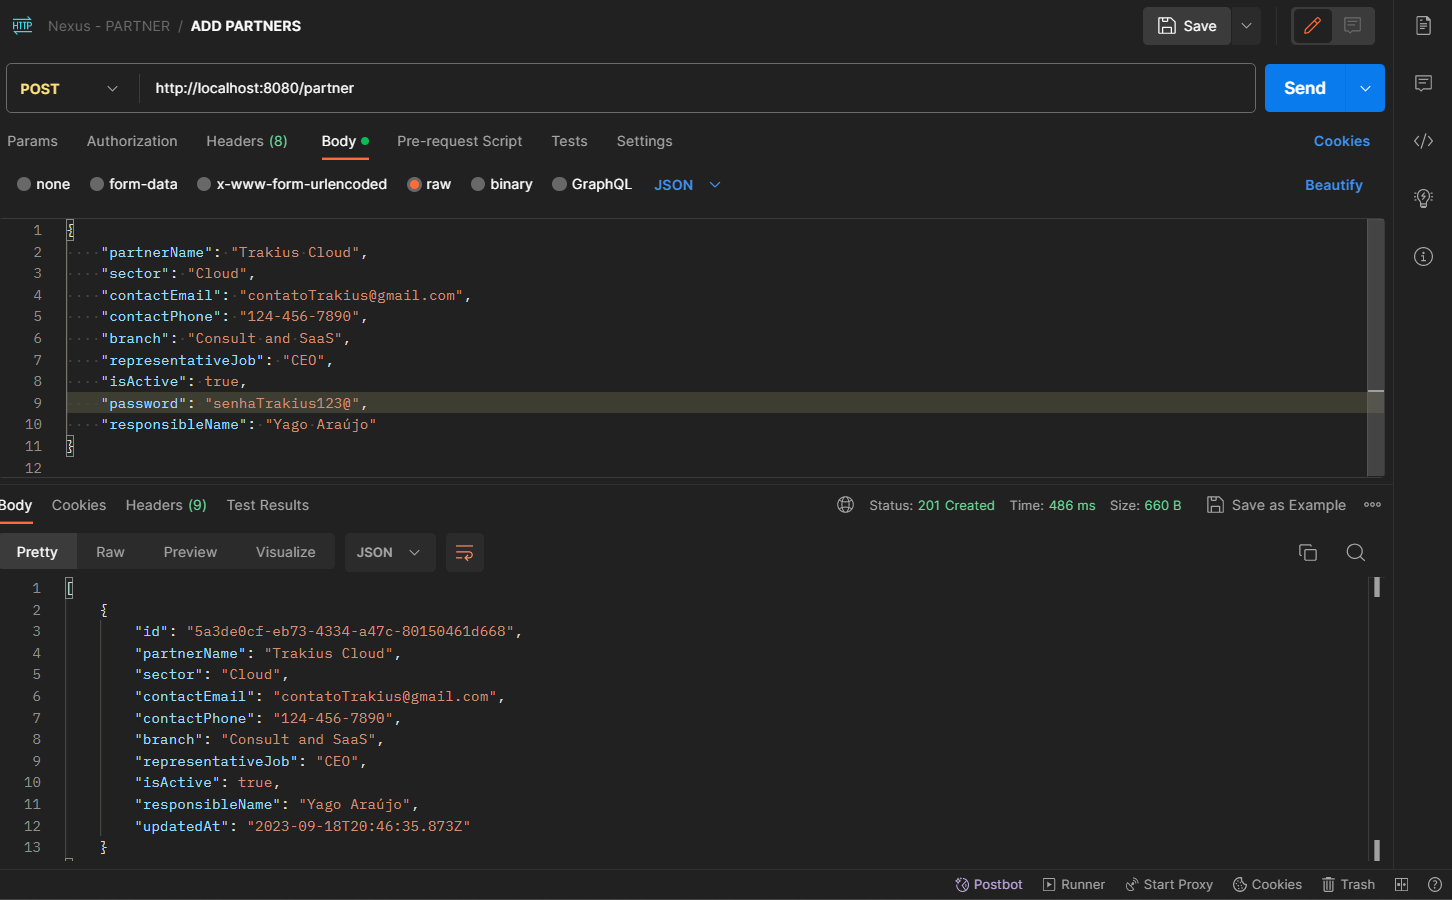 HTTP Nexus - PARTNER / ADD PARTNERS Save
POST http://localhost:8080/partner Send
Params Authorization Headers (8) Body Pre-request Script Tests Settings Cookies
none form-data x-www-form-urlencoded raw binary GraphQL JSON Beautify
1 {
2 "partnerName": "Trakius Cloud",
3 "sector": "Cloud",
4 "contactEmail": "contatoTrakius@gmail.com",
5 "contactPhone": "124-456-7890",
6 "branch": "Consult and SaaS",
7 "representativeJob": "CEO",
8 "isActive": true,
9 "password": "senhaTrakius123@",
10 "responsibleName": "Yago Araújo"
11 }
12
Body Cookies Headers (9) Test Results Status: 201 Created Time: 486 ms Size: 660 B Save as Example
Pretty Raw Preview Visualize JSON
1 [
2 {
3 "id": "5a3de0cf-eb73-4334-a47c-80150461d668",
4 "partnerName": "Trakius Cloud",
5 "sector": "Cloud",
6 "contactEmail": "contatoTrakius@gmail.com",
7 "contactPhone": "124-456-7890",
8 "branch": "Consult and SaaS",
9 "representativeJob": "CEO",
10 "isActive": true,
11 "responsibleName": "Yago Araújo",
12 "updatedAt": "2023-09-18T20:46:35.873Z"
13 }
Postbot Runner Start Proxy Cookies Trash